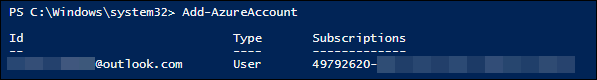 PS C:\Windows\system32> Add-AzureAccount
Id Type Subscriptions
-- ---- -------------
@outlook.com User 49792620-